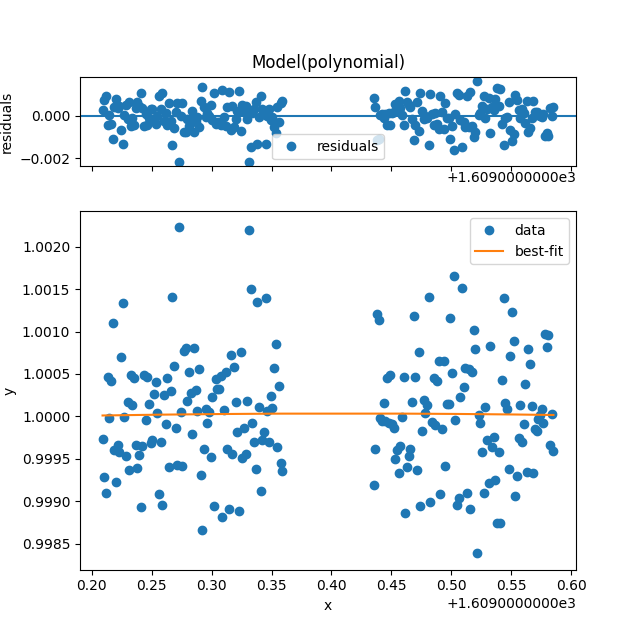 Model(polynomial)
residuals
0.000
−0.002
residuals
+1.6090000000e3
y
1.0020
1.0015
1.0010
1.0005
1.0000
0.9995
0.9990
0.9985
data
best-fit
0.20 0.25 0.30 0.35 0.40 0.45 0.50 0.55 0.60
x
+1.6090000000e3